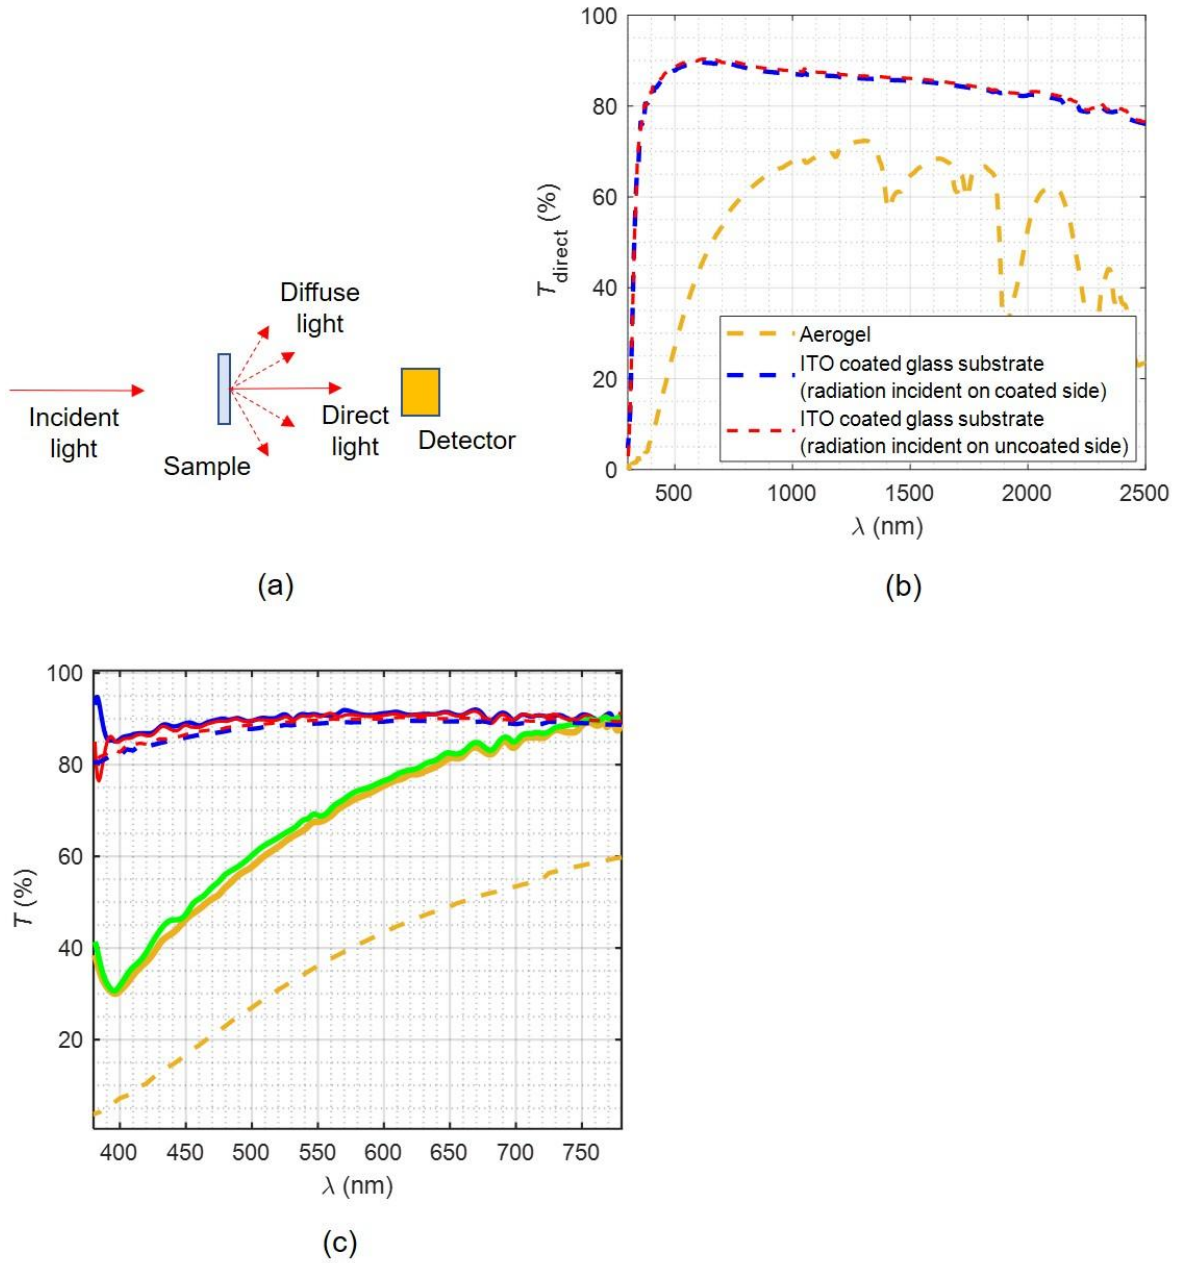 Incident
light
Sample
Diffuse
light
Direct
light
Detector
(a)
100
80
60
40
20
0
T direct (%)
Aerogel
ITO coated glass substrate
(radiation incident on coated side)
ITO coated glass substrate
(radiation incident on uncoated side)
500 1000 1500 2000 2500
λ (nm)
(b)
100
80
60
40
20
T (%)
400 450 500 550 600 650 700 750
λ (nm)
(c)